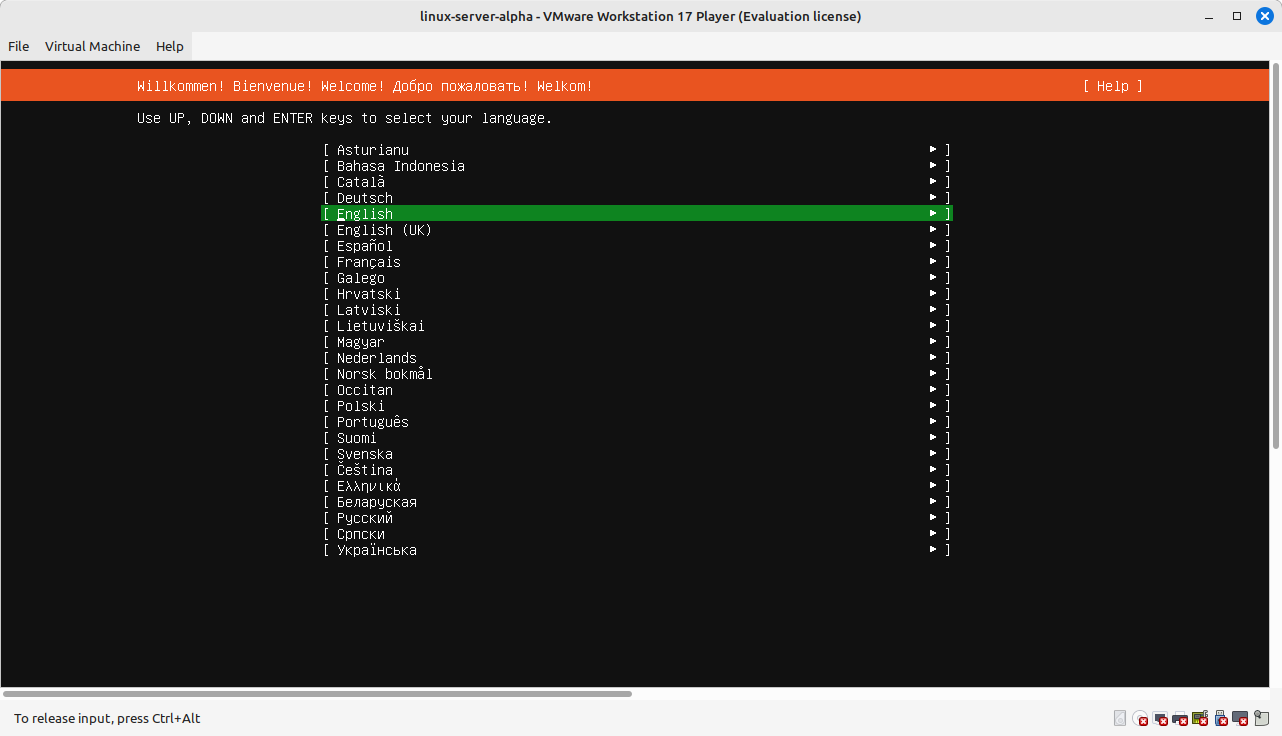 linux-server-alpha - VMware Workstation 17 Player (Evaluation license)
File Virtual Machine Help
Willkommen! Bienvenue! Welcome! Добро пожаловать! Welkom! [ Help ]
Use UP, DOWN and ENTER keys to select your language.
[ Asturianu ▸ ]
[ Bahasa Indonesia ▸ ]
[ Català ▸ ]
[ Deutsch ▸ ]
[ English ▸ ]
[ English (UK) ▸ ]
[ Español ▸ ]
[ Français ▸ ]
[ Galego ▸ ]
[ Hrvatski ▸ ]
[ Latviski ▸ ]
[ Lietuviškai ▸ ]
[ Magyar ▸ ]
[ Nederlands ▸ ]
[ Norsk bokmål ▸ ]
[ Occitan ▸ ]
[ Polski ▸ ]
[ Português ▸ ]
[ Suomi ▸ ]
[ Svenska ▸ ]
[ Čeština ▸ ]
[ Ελληνικά ▸ ]
[ Беларуская ▸ ]
[ Русский ▸ ]
[ Српски ▸ ]
[ Українська ▸ ]
To release input, press Ctrl+Alt